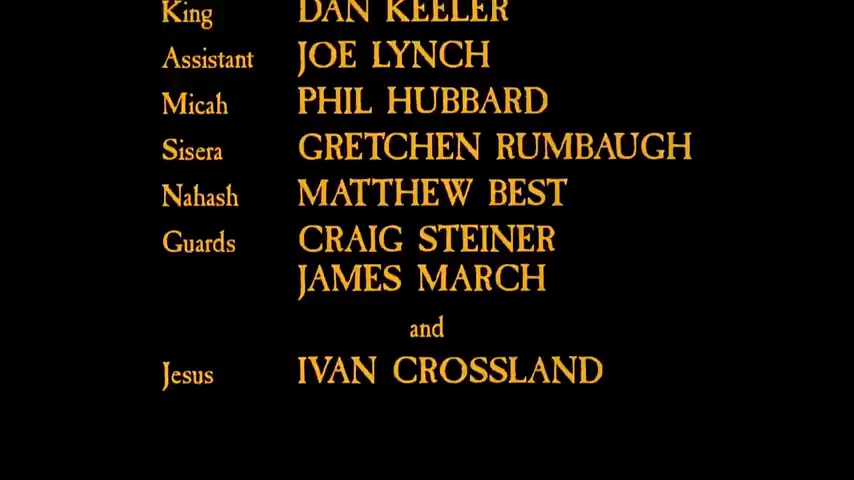 King DAN KEELER
Assistant JOE LYNCH
Micah PHIL HUBBARD
Sisera GRETCHEN RUMBAUGH
Nahash MATTHEW BEST
Guards CRAIG STEINER
JAMES MARCH
and
Jesus IVAN CROSSLAND